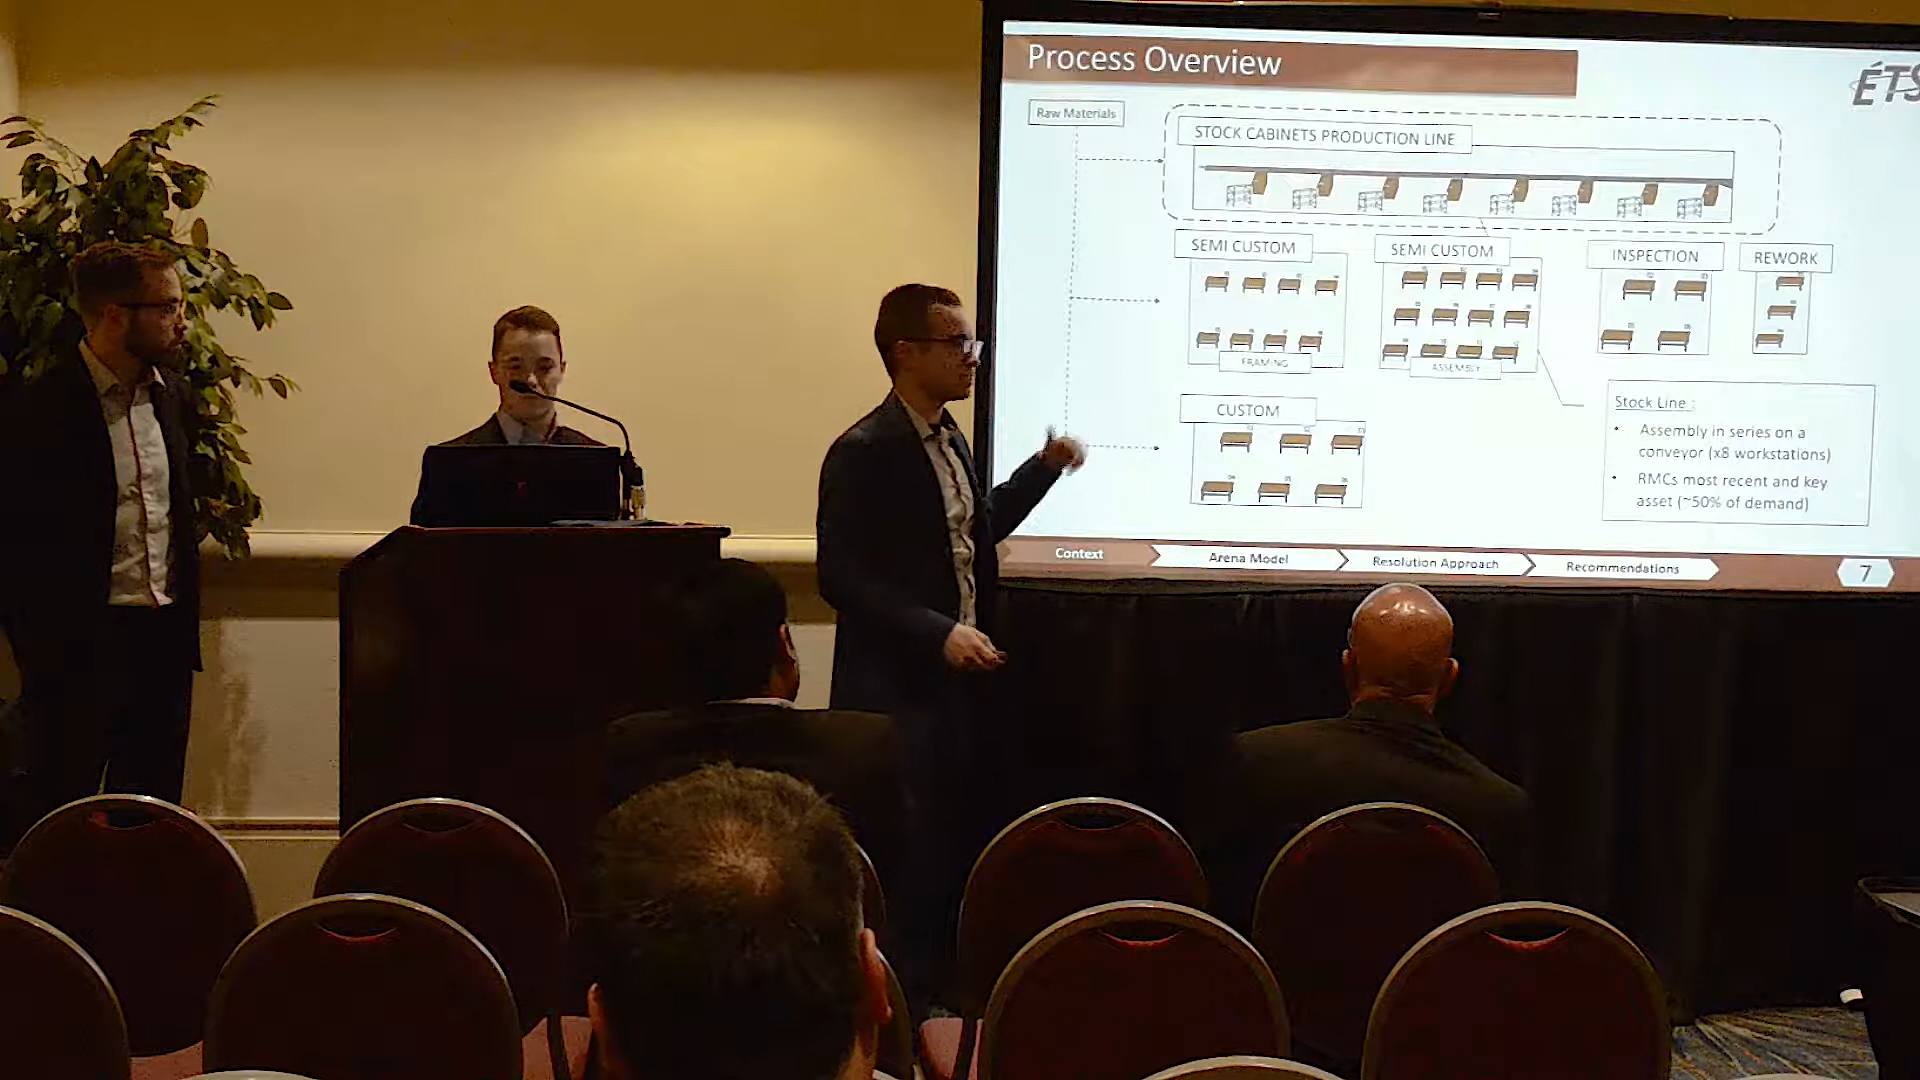 Process Overview
ÉTS
Raw Materials
STOCK CABINETS PRODUCTION LINE
SEMI CUSTOM
SEMI CUSTOM
INSPECTION
REWORK
FRAMING
ASSEMBLY
CUSTOM
Stock Line :
• Assembly in series on a
conveyor (x8 workstations)
• RMCs most recent and key
asset (~50% of demand)
Context
Arena Model
Resolution Approach
Recommendations
7